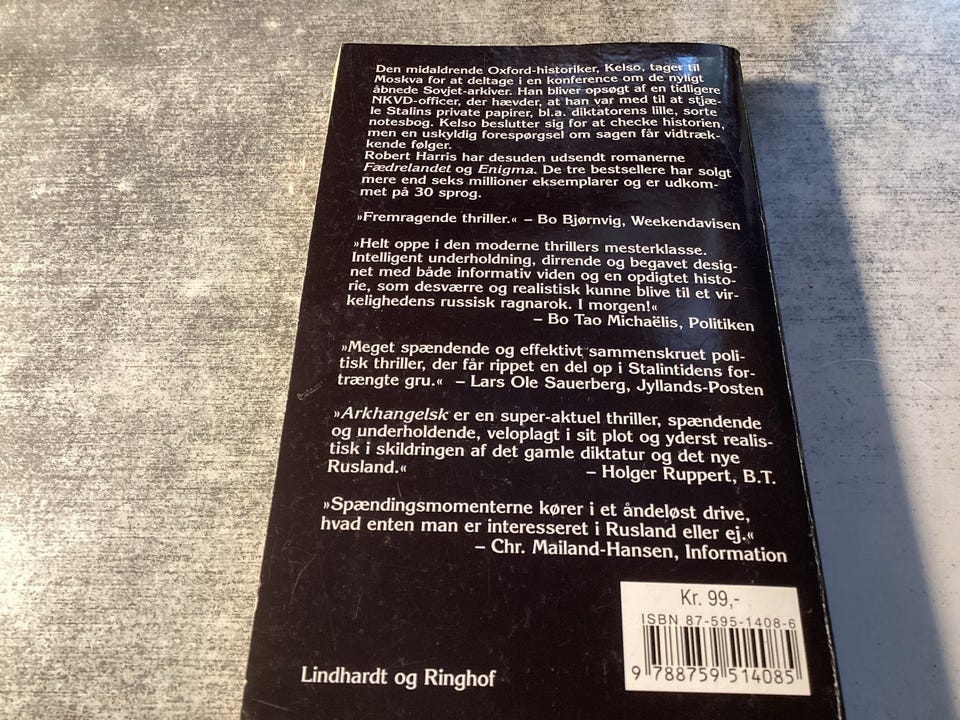 Den midaldrende Oxford-historiker, Kelso, tager til
Moskva for at deltage i en konference om de nyligt
åbnede Sovjet-arkiver. Han bliver opsøgt af en tidligere
NKVD-officer, der hævder, at han var med til at stjæ-
le Stalins private papirer, bl.a. diktatorens lille, sorte
notesbog. Kelso beslutter sig for at checke historien,
men en uskyldig forespørgsel om sagen får vidtræk-
kende følger.
Robert Harris har desuden udsendt romanerne
Fædrelandet og Enigma. De tre bestsellere har solgt
mere end seks millioner eksemplarer og er udkom-
met på 30 sprog.
»Fremragende thriller.« – Bo Bjørnvig, Weekendavisen
»Helt oppe i den moderne thrillers mesterklasse.
Intelligent underholdning, dirrende og begavet desig-
net med både informativ viden og en opdigtet histo-
rie, som desværre og realistisk kunne blive til et vir-
kelighedens russisk ragnarok. I morgen!«
– Bo Tao Michaëlis, Politiken
»Meget spændende og effektivt sammenskruet poli-
tisk thriller, der får rippet en del op i Stalintidens for-
trængte gru.« – Lars Ole Sauerberg, Jyllands-Posten
»Arkhangelsk er en super-aktuel thriller, spændende
og underholdende, veloplagt i sit plot og yderst realis-
tisk i skildringen af det gamle diktatur og det nye
Rusland.« – Holger Ruppert, B.T.
»Spændingsmomenterne kører i et åndeløst drive,
hvad enten man er interesseret i Rusland eller ej.«
– Chr. Mailand-Hansen, Information
Kr. 99,-
ISBN 87-595-1408-6
9 788759 514085
Lindhardt og Ringhof